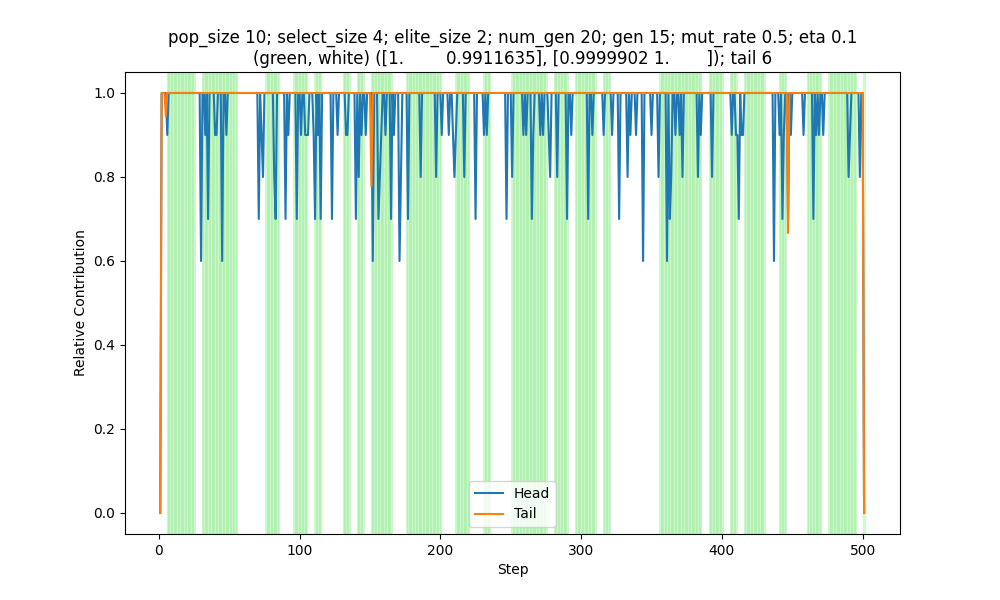 pop_size 10; select_size 4; elite_size 2; num_gen 20; gen 15; mut_rate 0.5; eta 0.1
(green, white) ([1.        0.9911635], [0.9999902 1.       ]); tail 6
1.0
0.8
0.6
0.4
0.2
0.0
Relative Contribution
Head
Tail
0
100
200
300
400
500
Step